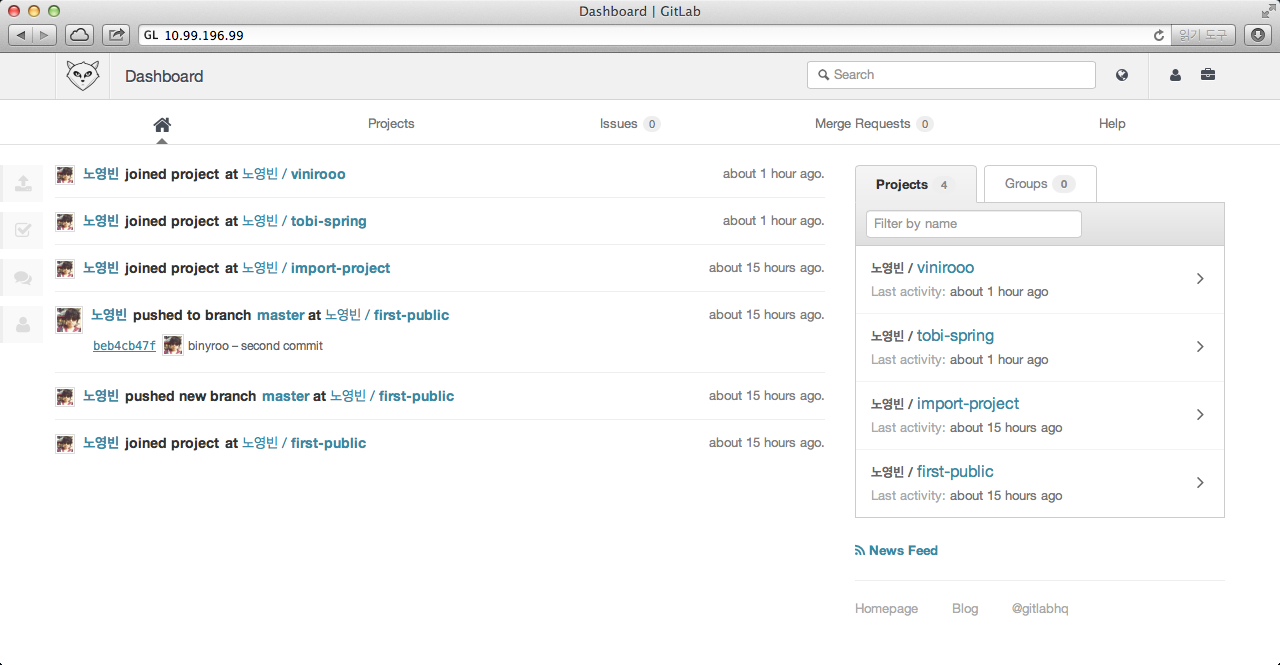 Dashboard | GitLab
GL 10.99.196.99 읽기 도구
Dashboard Search
Projects Issues 0 Merge Requests 0 Help
노영빈 joined project at 노영빈 / vinirooo about 1 hour ago.
노영빈 joined project at 노영빈 / tobi-spring about 1 hour ago.
노영빈 joined project at 노영빈 / import-project about 15 hours ago.
노영빈 pushed to branch master at 노영빈 / first-public about 15 hours ago.
beb4cb47f binyroo – second commit
노영빈 pushed new branch master at 노영빈 / first-public about 15 hours ago.
노영빈 joined project at 노영빈 / first-public about 15 hours ago.
Projects 4 Groups 0
Filter by name
노영빈 / vinirooo
Last activity: about 1 hour ago
노영빈 / tobi-spring
Last activity: about 1 hour ago
노영빈 / import-project
Last activity: about 15 hours ago
노영빈 / first-public
Last activity: about 15 hours ago
News Feed
Homepage Blog @gitlabhq